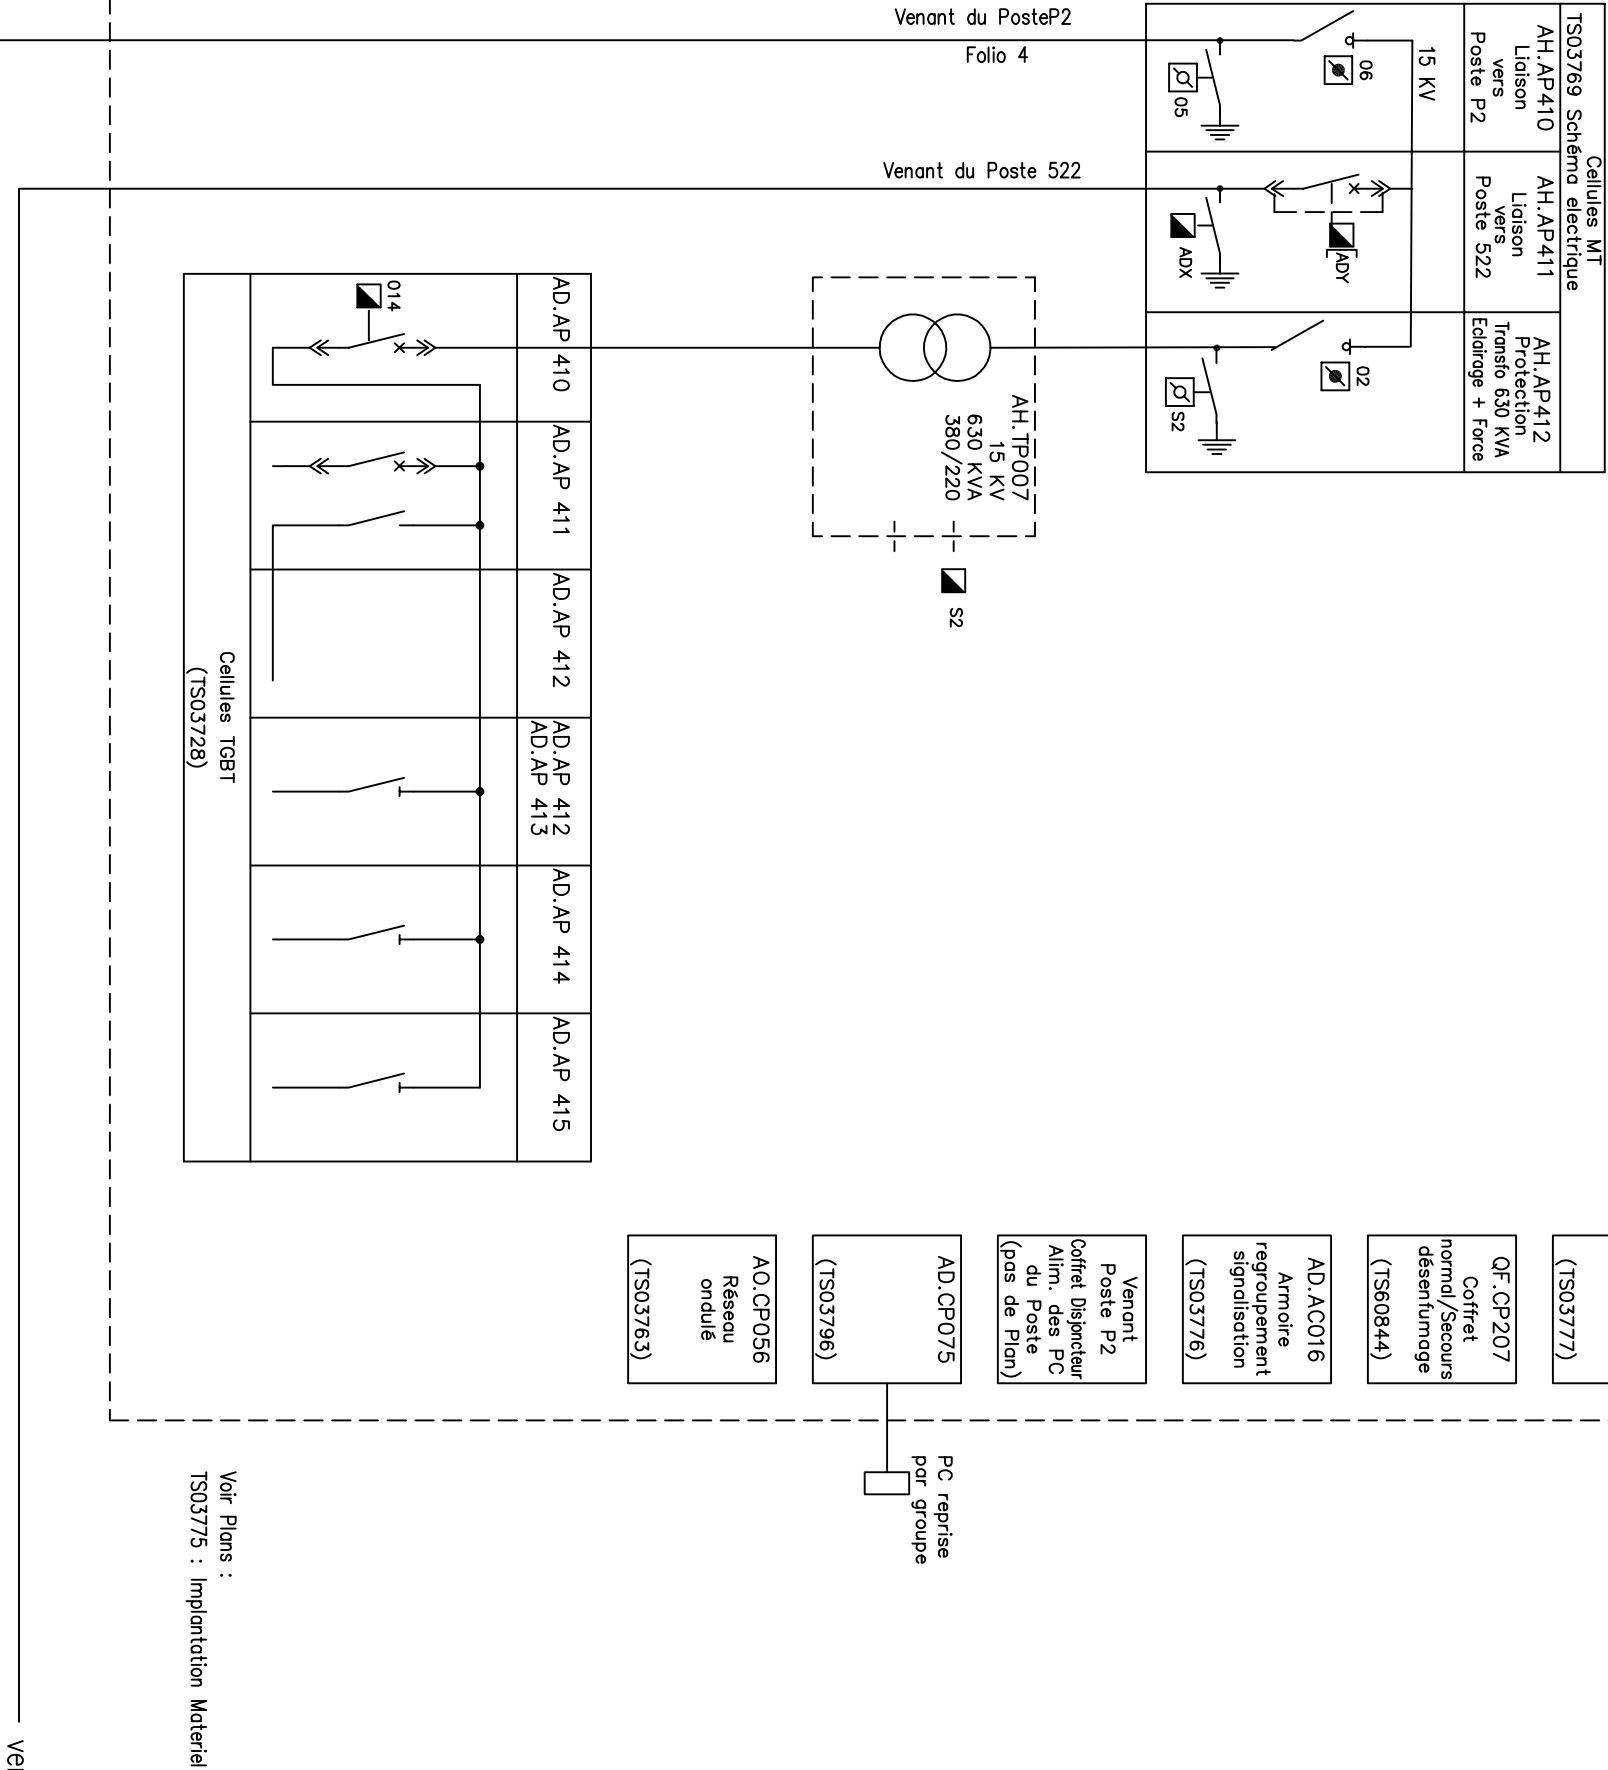 Venant du PosteP2
Folio 4
Venant du Poste 522
Cellules MT
TS03769 Schéma electrique
AH.AP410
Liaison
vers
Poste P2
AH.AP411
Liaison
vers
Poste 522
AH.AP412
Protection
Transfo 630 KVA
Eclairage + Force
15 KV
06
05
ADY
ADX
02
S2
AH.TP007
15 KV
630 KVA
380/220
S2
AD.AP 410
AD.AP 411
AD.AP 412
AD.AP 412
AD.AP 413
AD.AP 414
AD.AP 415
014
Cellules TGBT
(TS03728)
(TS03777)
QF.CP207
Coffret
normal/Secours
désenfumage
(TS60844)
AD.AC016
Armoire
regroupement
signalisation
(TS03776)
Venant
Poste P2
Coffret Disjoncteur
Alim. des PC
du Poste
(pas de Plan)
AD.CP075
(TS03796)
AO.CP056
Réseau
ondulé
(TS03763)
PC reprise
par groupe
Voir Plans :
TS03775 : Implantation Materiel